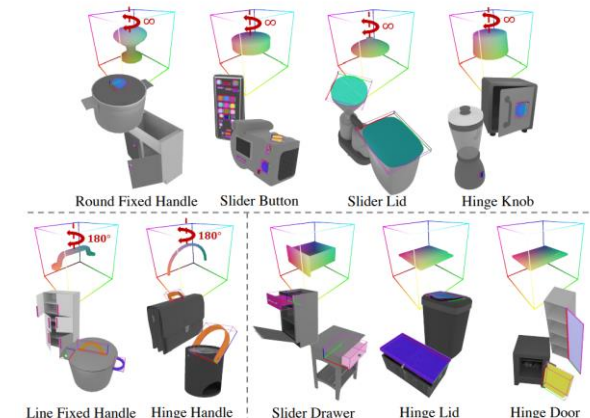 ∞ ∞ ∞ ∞
Round Fixed Handle Slider Button Slider Lid Hinge Knob
180° 180°
Line Fixed Handle Hinge Handle Slider Drawer Hinge Lid Hinge Door